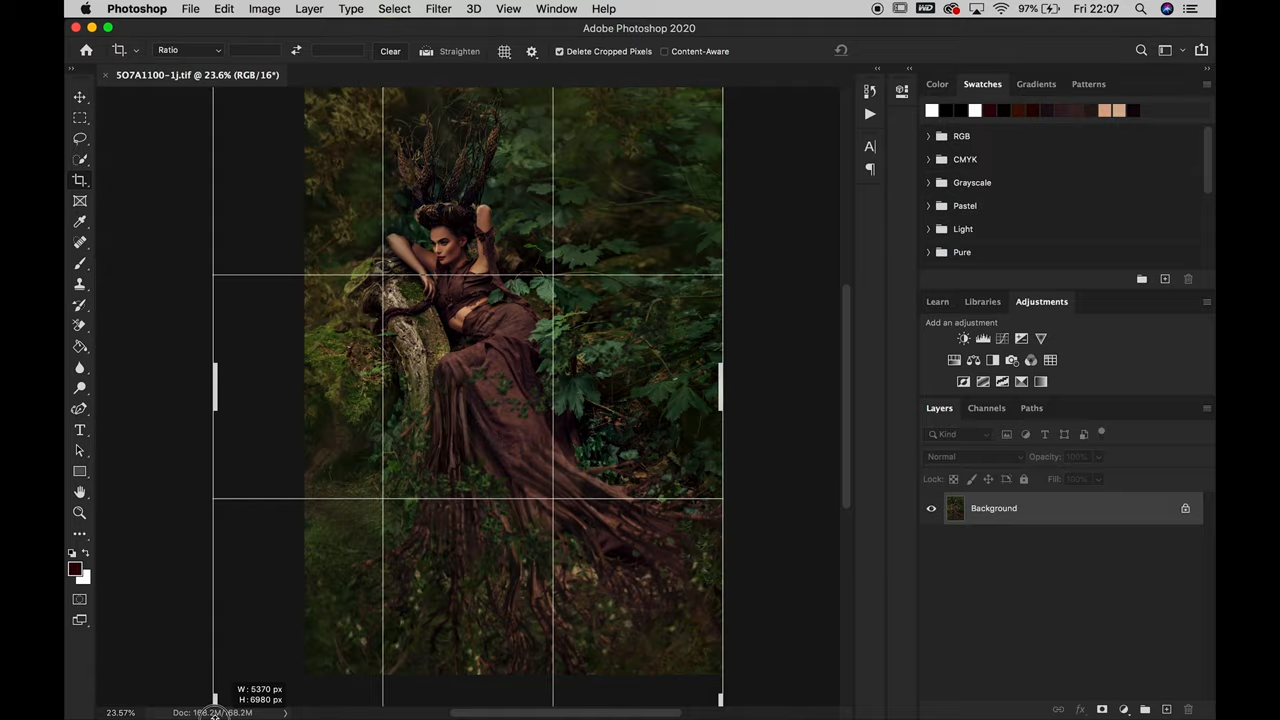 Photoshop File Edit Image Layer Type Select Filter 3D View Window Help
97% Fri 22:07
Adobe Photoshop 2020
Ratio Clear Straighten Delete Cropped Pixels Content-Aware
5O7A1100-1j.tif @ 23.6% (RGB/16*)
Color Swatches Gradients Patterns
RGB
CMYK
Grayscale
Pastel
Light
Pure
Learn Libraries Adjustments
Add an adjustment
Layers Channels Paths
Kind
Normal Opacity: 100%
Lock: Fill: 100%
Background
W: 5370 px
H: 6980 px
23.57% Doc: